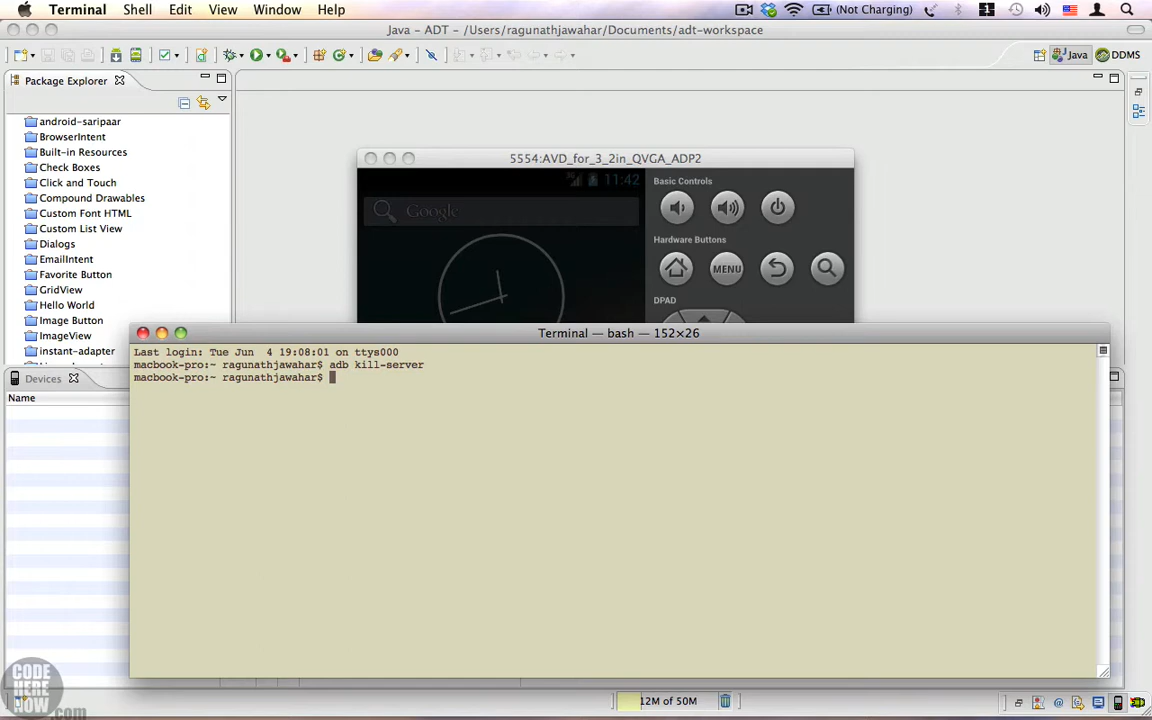 Terminal Shell Edit View Window Help
(Not Charging)
1
Java - ADT - /Users/ragunathjawahar/Documents/adt-workspace
Java
DDMS
Package Explorer
android-saripaar
BrowserIntent
Built-in Resources
Check Boxes
Click and Touch
Compound Drawables
Custom Font HTML
Custom List View
Dialogs
EmailIntent
Favorite Button
GridView
Hello World
Image Button
ImageView
instant-adapter
5554:AVD_for_3_2in_QVGA_ADP2
11:42
Google
Basic Controls
Hardware Buttons
MENU
DPAD
Devices
Name
Terminal — bash — 152×26
Last login: Tue Jun  4 19:08:01 on ttys000
macbook-pro:~ ragunathjawahar$ adb kill-server
macbook-pro:~ ragunathjawahar$
12M of 50M
CODE
HERE
NOW
.com